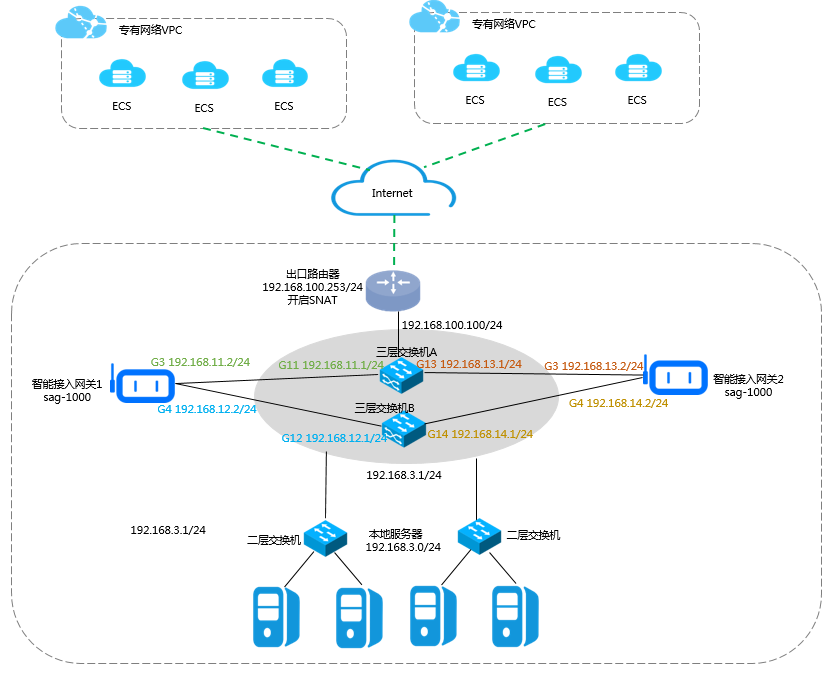 专有网络VPC
专有网络VPC
ECS
ECS
ECS
ECS
ECS
ECS
Internet
出口路由器
192.168.100.253/24
开启SNAT
192.168.100.100/24
三层交换机A
G3 192.168.11.2/24
G11 192.168.11.1/24
G13 192.168.13.1/24
G3 192.168.13.2/24
智能接入网关1
sag-1000
智能接入网关2
sag-1000
G4 192.168.12.2/24
三层交换机B
G4 192.168.14.2/24
G12 192.168.12.1/24
G14 192.168.14.1/24
192.168.3.1/24
192.168.3.1/24
二层交换机
本地服务器
192.168.3.0/24
二层交换机